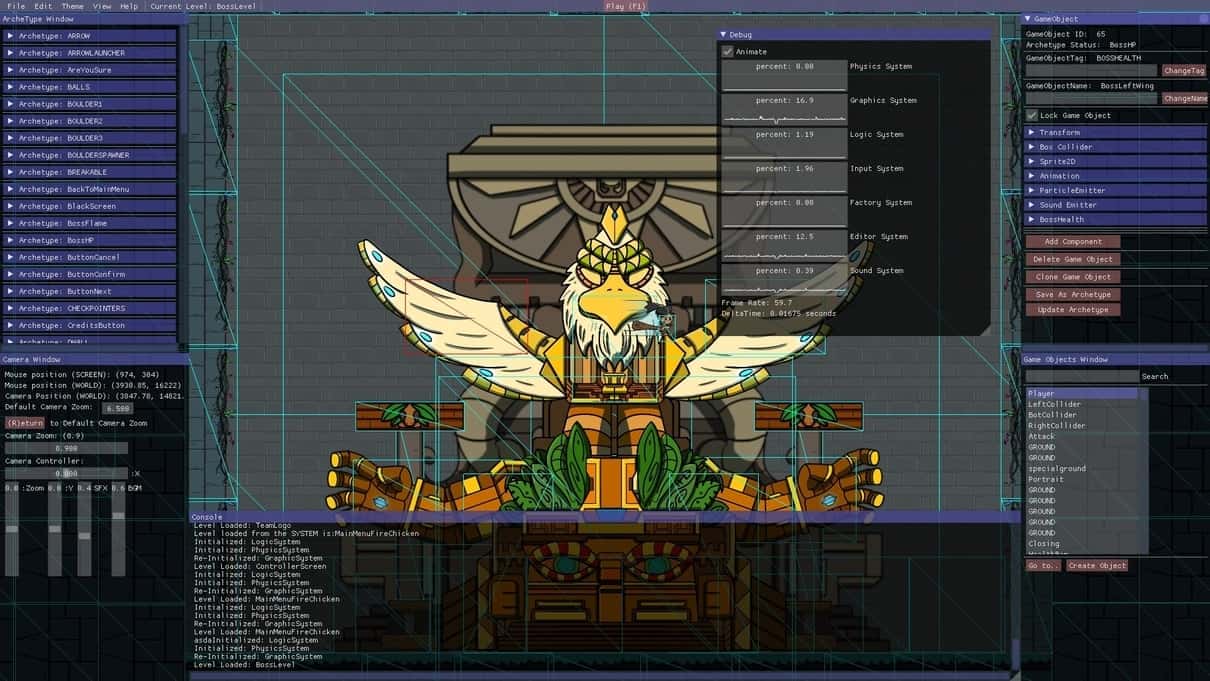 File Edit Theme View Help Current Level: BossLevel Play (F1)
ArcheType Window
Archetype: ARROW
Archetype: ARROWLAUNCHER
Archetype: AreYouSure
Archetype: BALLS
Archetype: BOULDER1
Archetype: BOULDER2
Archetype: BOULDER3
Archetype: BOULDERSPAWNER
Archetype: BREAKABLE
Archetype: BackToMainMenu
Archetype: BlackScreen
Archetype: BossFlame
Archetype: BossHP
Archetype: ButtonCancel
Archetype: ButtonConfirm
Archetype: ButtonNext
Archetype: CHECKPOINTERS
Archetype: CreditsButton
Camera Window
Mouse position (SCREEN): (974, 384)
Mouse position (WORLD): (3930.85, 16222)
Camera Position (WORLD): (3847.78, 14821.
Default Camera Zoom: 6.500
(R)eturn to Default Camera Zoom
Camera Zoom: (0.9)
0.900
Camera Controller:
0.000 :X
0.0 :Zoom 0.0 :Y 0.4 SFX 0.6 BGM
Debug
Animate
percent: 0.00 Physics System
percent: 16.9 Graphics System
percent: 1.19 Logic System
percent: 1.96 Input System
percent: 0.00 Factory System
percent: 12.5 Editor System
percent: 0.39 Sound System
Frame Rate: 59.7
DeltaTime: 0.01675 seconds
Console
Level Loaded: TeamLogo
Level loaded from the SYSTEM is:MainMenuFireChicken
Initialized: LogicSystem
Initialized: PhysicsSystem
Re-Initialized: GraphicSystem
Level Loaded: ControllerScreen
Initialized: LogicSystem
Initialized: PhysicsSystem
Re-Initialized: GraphicSystem
Level Loaded: MainMenuFireChicken
Initialized: LogicSystem
Initialized: PhysicsSystem
Re-Initialized: GraphicSystem
Level Loaded: MainMenuFireChicken
asdaInitialized: LogicSystem
Initialized: PhysicsSystem
Re-Initialized: GraphicSystem
Level Loaded: BossLevel
GameObject
GameObject ID: 65
Archetype Status: BossHP
GameObjectTag: BOSSHEALTH
ChangeTag
GameObjectName: BossLeftWing
ChangeName
Lock Game Object
Transform
Box Collider
Sprite2D
Animation
ParticleEmitter
Sound Emitter
BossHealth
Add Component
Delete Game Object
Clone Game Object
Save As Archetype
Update Archetype
Game Objects Window
Search
Player
LeftCollider
BotCollider
RightCollider
Attack
GROUND
GROUND
specialground
Portrait
GROUND
GROUND
GROUND
GROUND
GROUND
Closing
HealthBar
Go to.. Create Object